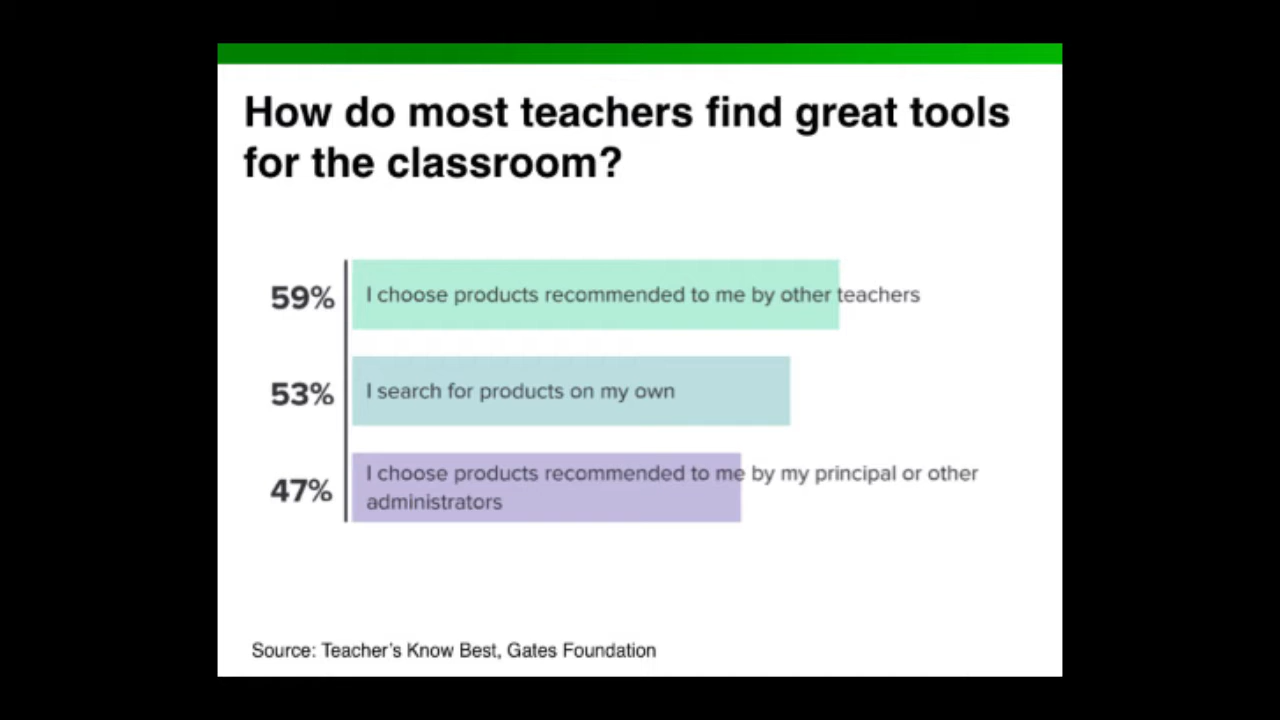 How do most teachers find great tools
for the classroom?
59% I choose products recommended to me by other teachers
53% I search for products on my own
47% I choose products recommended to me by my principal or other
administrators
Source: Teacher's Know Best, Gates Foundation